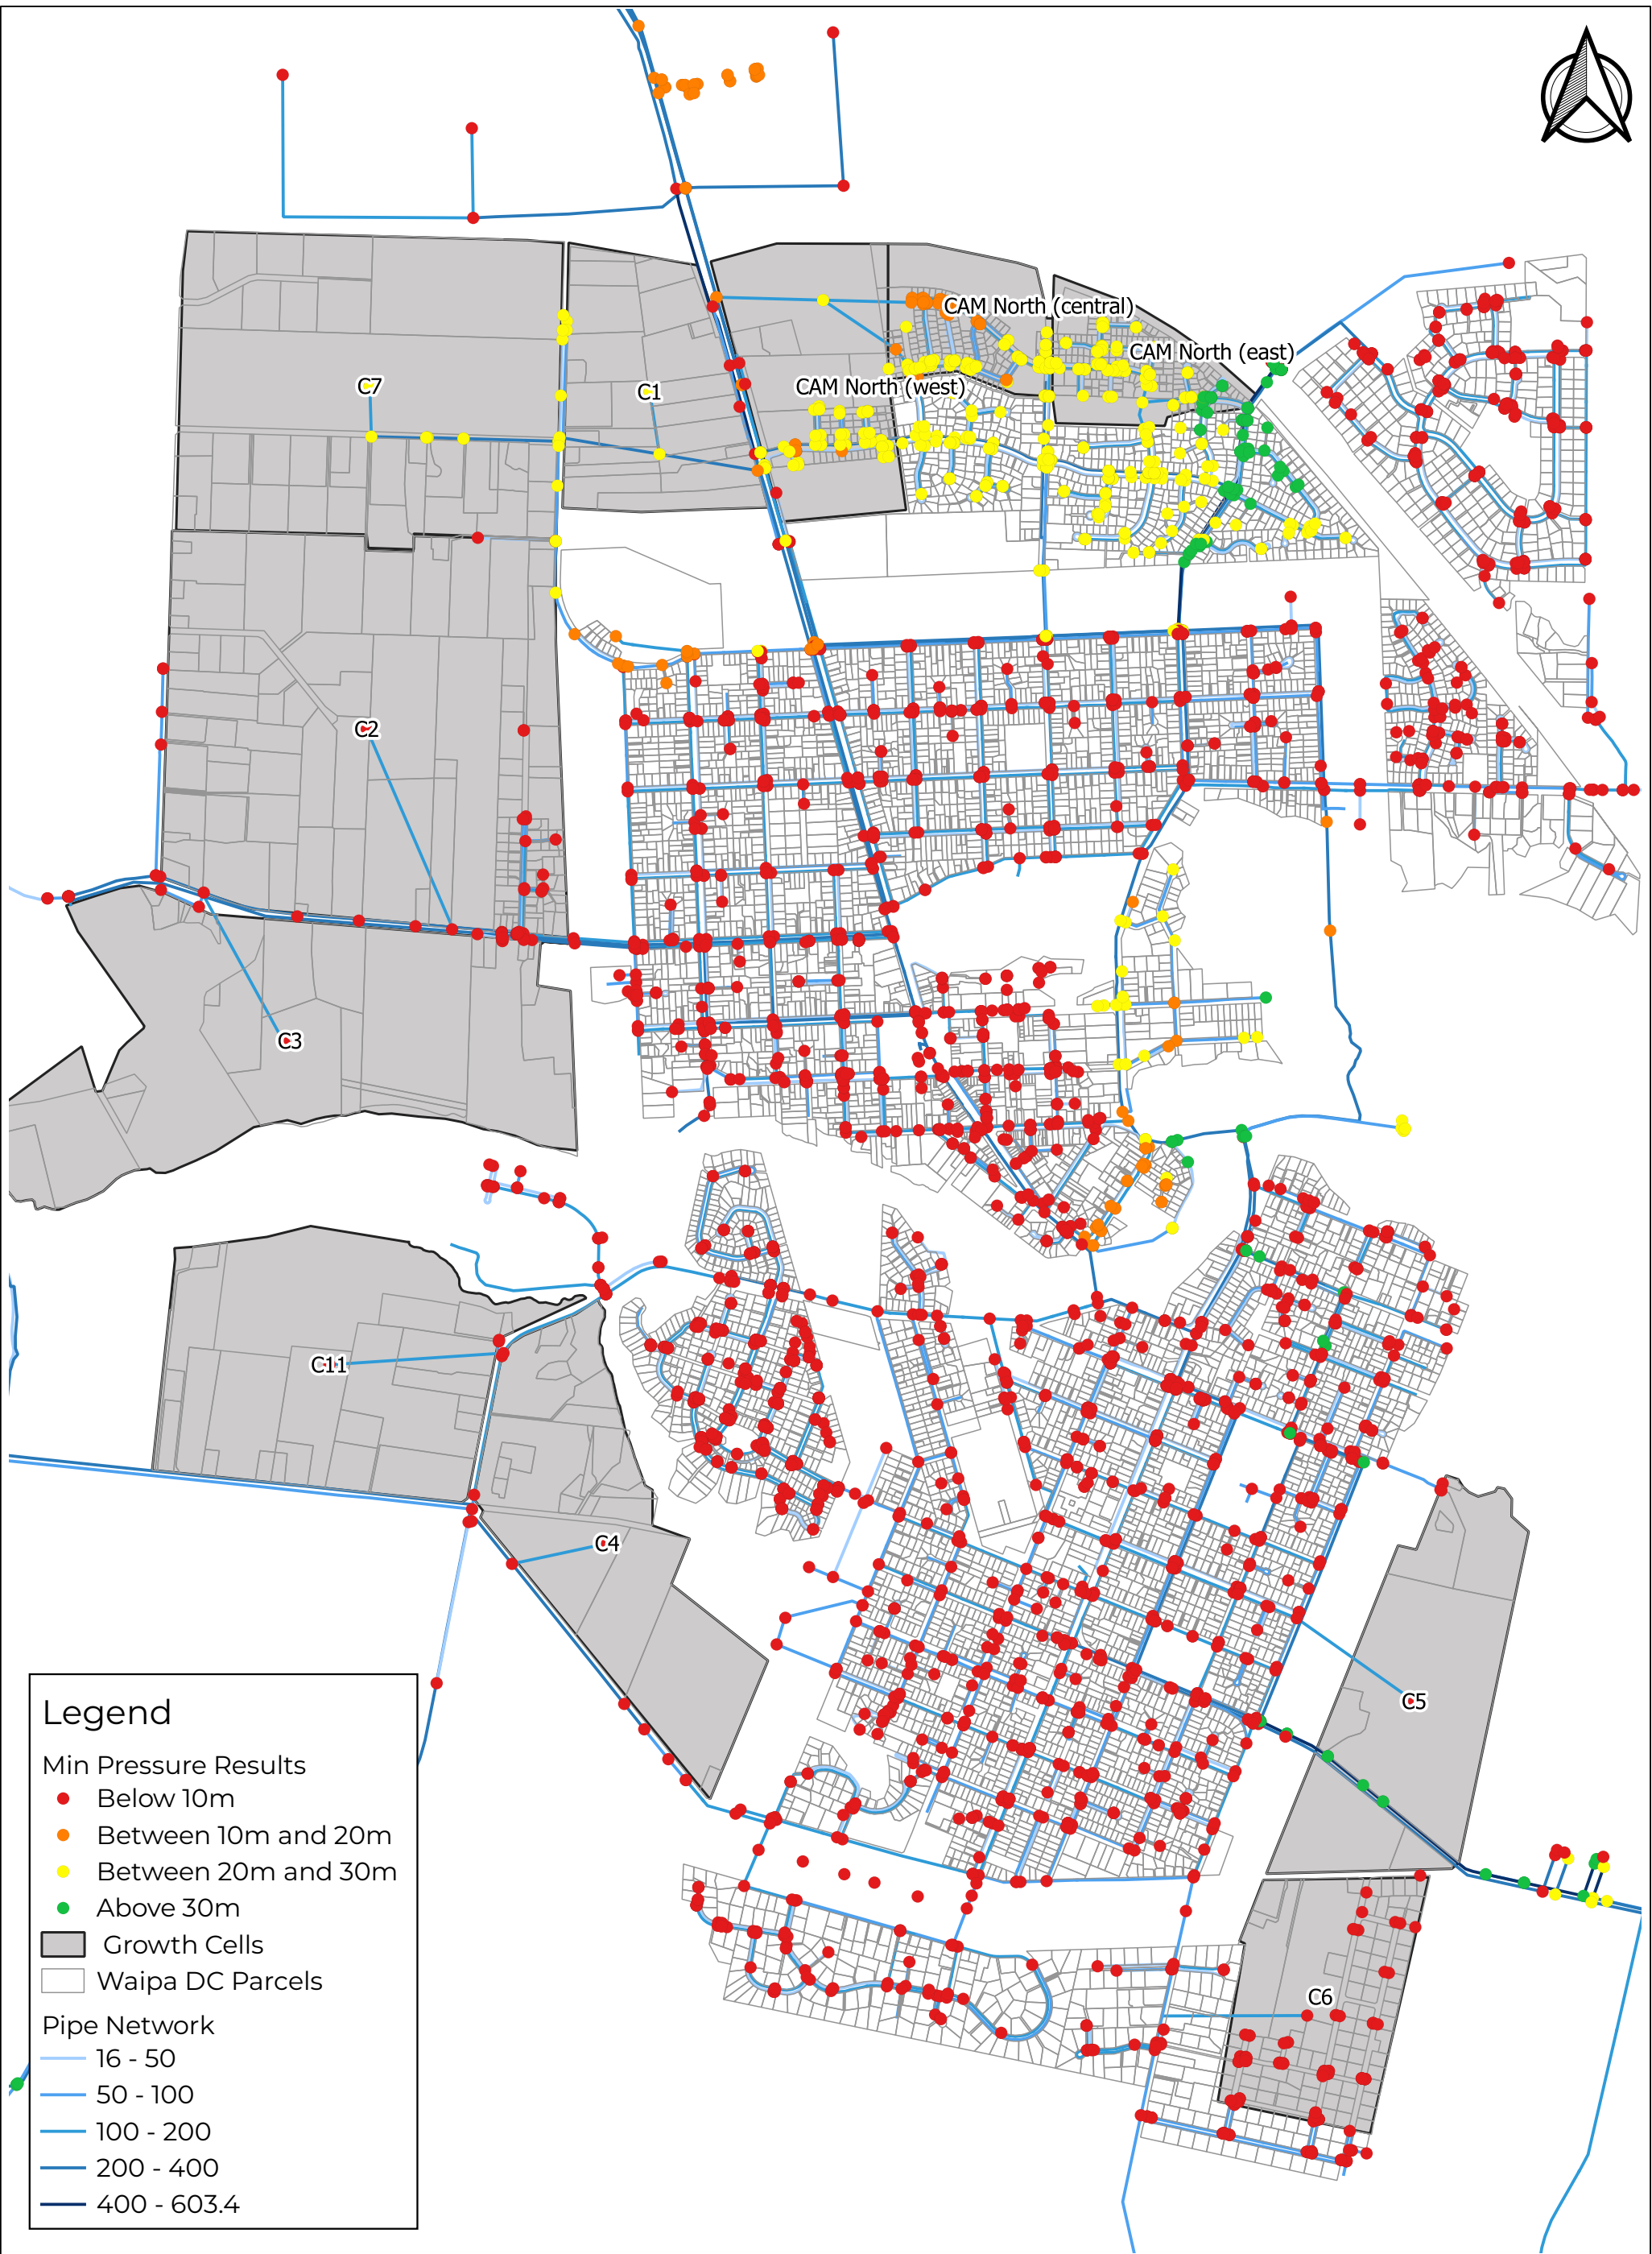 CAM North (central)
CAM North (east)
C7
C1
CAM North (west)
C2
C3
C11
C4
C5
C6
Legend
Min Pressure Results
Below 10m
Between 10m and 20m
Between 20m and 30m
Above 30m
Growth Cells
Waipa DC Parcels
Pipe Network
16 - 50
50 - 100
100 - 200
200 - 400
400 - 603.4